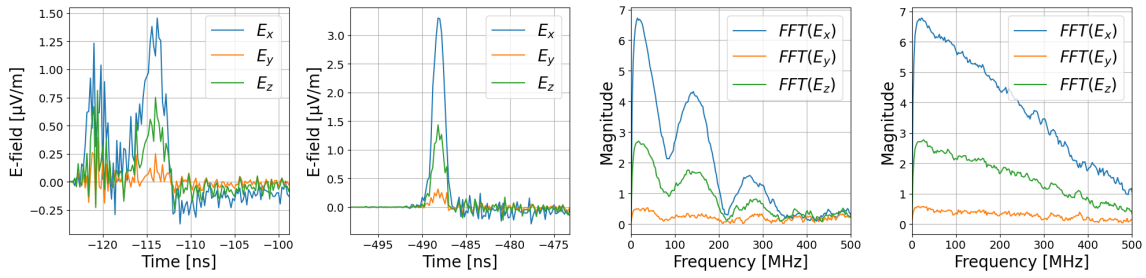 E-field [μV/m]
1.50
1.25
1.00
0.75
0.50
0.25
0.00
−0.25
E_x
E_y
E_z
−120
−115
−110
−105
−100
Time [ns]
E-field [μV/m]
3.0
2.5
2.0
1.5
1.0
0.5
0.0
E_x
E_y
E_z
−495
−490
−485
−480
−475
Time [ns]
Magnitude
7
6
5
4
3
2
1
0
FFT(E_x)
FFT(E_y)
FFT(E_z)
0
100
200
300
400
500
Frequency [MHz]
Magnitude
7
6
5
4
3
2
1
0
FFT(E_x)
FFT(E_y)
FFT(E_z)
0
100
200
300
400
500
Frequency [MHz]